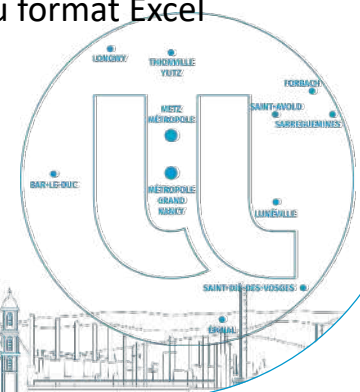 u format Excel
LONGWY
THIONVILLE
YUTZ
FORBACH
METZ
MÉTROPOLE
SAINT-AVOLD
SARREGUEMINES
BAR-LE-DUC
MÉTROPOLE
GRAND
NANCY
LUNÉVILLE
SAINT-DIÉ-DES-VOSGES
ÉPINAL